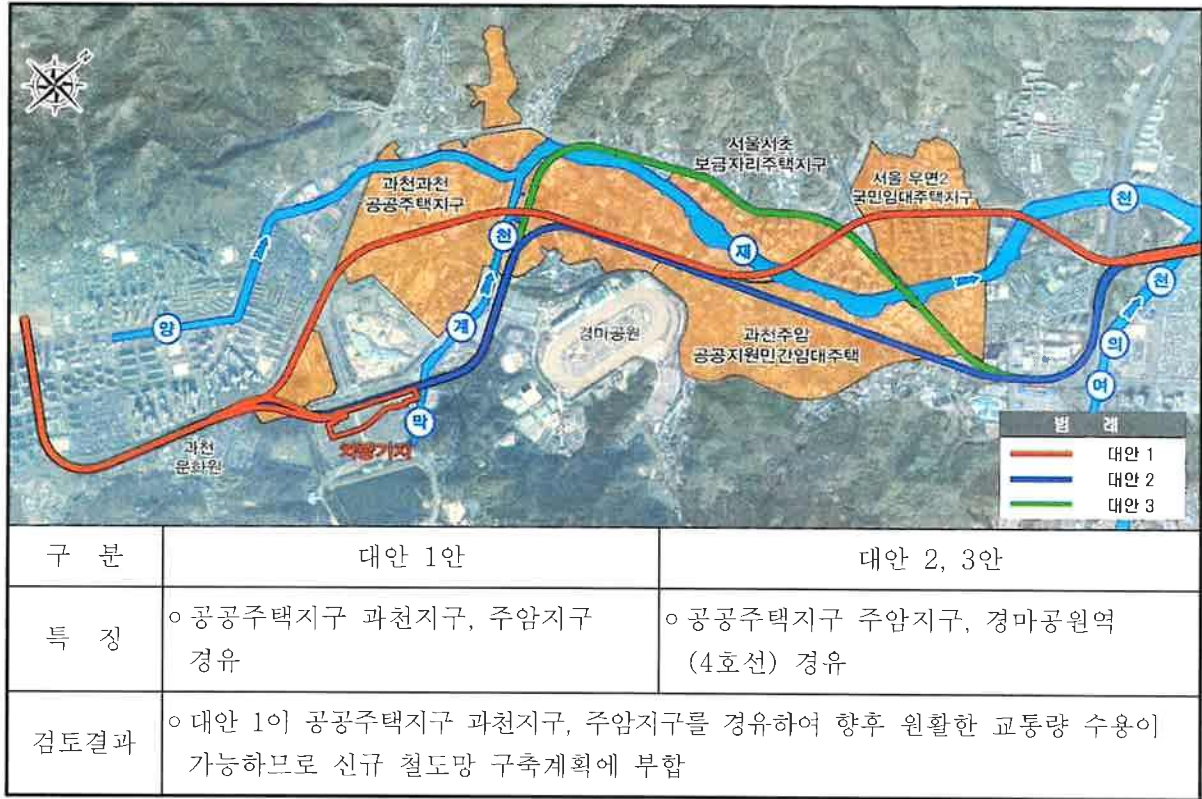 N
서울서초
보금자리주택지구
과천과천
공공주택지구
서울 우면2
국민임대주택지구
천
천
재
양
계
경마공원
과천주암
공공지원민간임대주택
천
의
여
막
차량기지
과천
문화원
범 례
대안 1
대안 2
대안 3
구 분
대안 1안
대안 2, 3안
특 징
○ 공공주택지구 과천지구, 주암지구
경유
○ 공공주택지구 주암지구, 경마공원역
(4호선) 경유
검토결과
○ 대안 1이 공공주택지구 과천지구, 주암지구를 경유하여 향후 원활한 교통량 수용이
가능하므로 신규 철도망 구축계획에 부합